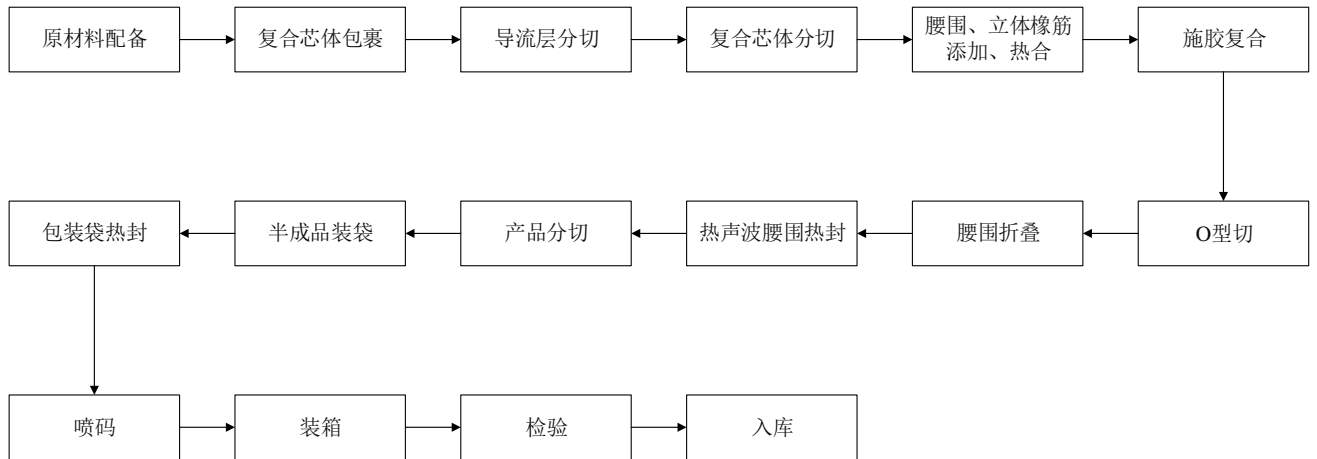 原材料配备
复合芯体包裹
导流层分切
复合芯体分切
腰围、立体橡筋
添加、热合
施胶复合
O型切
腰围折叠
热声波腰围热封
产品分切
半成品装袋
包装袋热封
喷码
装箱
检验
入库